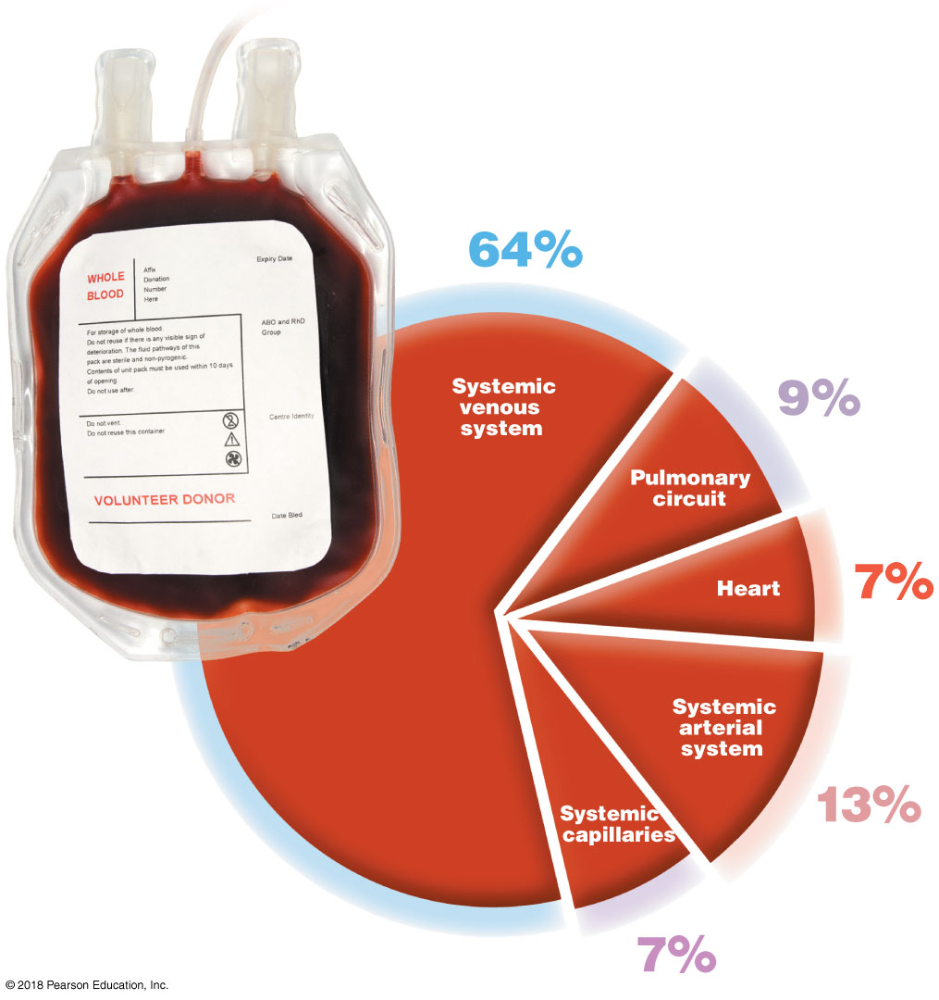 WHOLE
BLOOD
Affix
Donation
Number
Here
Expiry Date
For storage of whole blood.
Do not reuse if there is any visible sign of
deterioration. The fluid pathways of this
pack are sterile and non-pyrogenic.
Contents of unit pack must be used within 10 days
of opening.
Do not use after:
ABO and RhD
Group
Do not vent.
Do not reuse this container
Centre Identity
VOLUNTEER DONOR
Date Bled
64%
Systemic
venous
system
9%
Pulmonary
circuit
7%
Heart
Systemic
arterial
system
13%
Systemic
capillaries
7%
© 2018 Pearson Education, Inc.